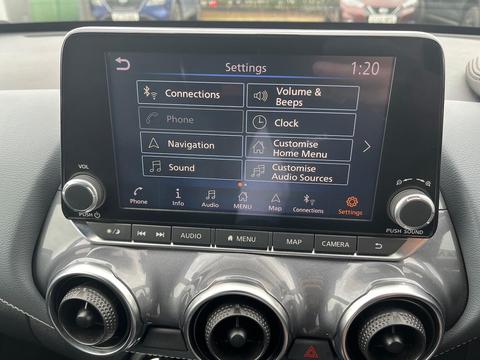 Settings
1:20
Connections
Volume &
Beeps
Phone
Clock
Navigation
Customise
Home Menu
Sound
Customise
Audio Sources
Phone
Info
Audio
MENU
Map
Connections
Settings
VOL
PUSH
PUSH SOUND
AUDIO
MENU
MAP
CAMERA